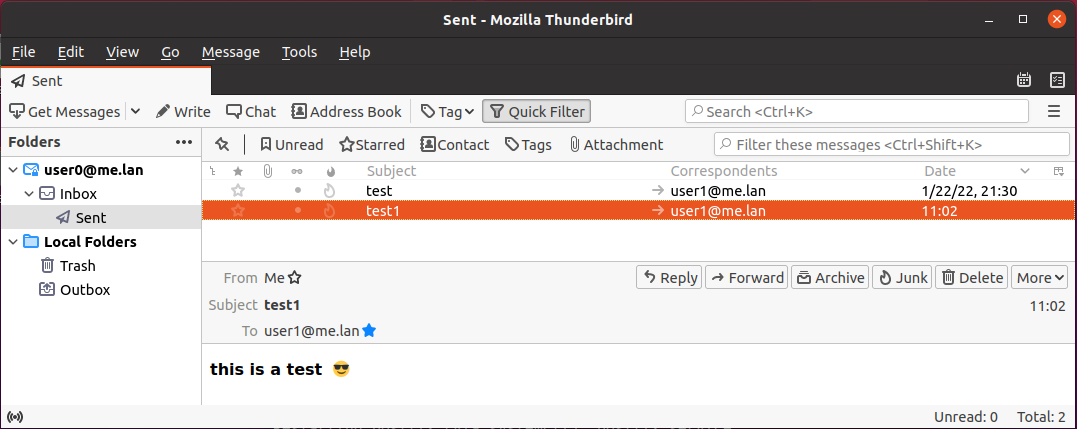 Sent - Mozilla Thunderbird
File Edit View Go Message Tools Help
Sent
Get Messages Write Chat Address Book Tag Quick Filter Search <Ctrl+K>
Folders Unread Starred Contact Tags Attachment Filter these messages <Ctrl+Shift+K>
user0@me.lan Subject Correspondents Date
Inbox test user1@me.lan 1/22/22, 21:30
Sent test1 user1@me.lan 11:02
Local Folders
Trash From Me Reply Forward Archive Junk Delete More
Outbox Subject test1 11:02
To user1@me.lan
this is a test 😎
Unread: 0 Total: 2